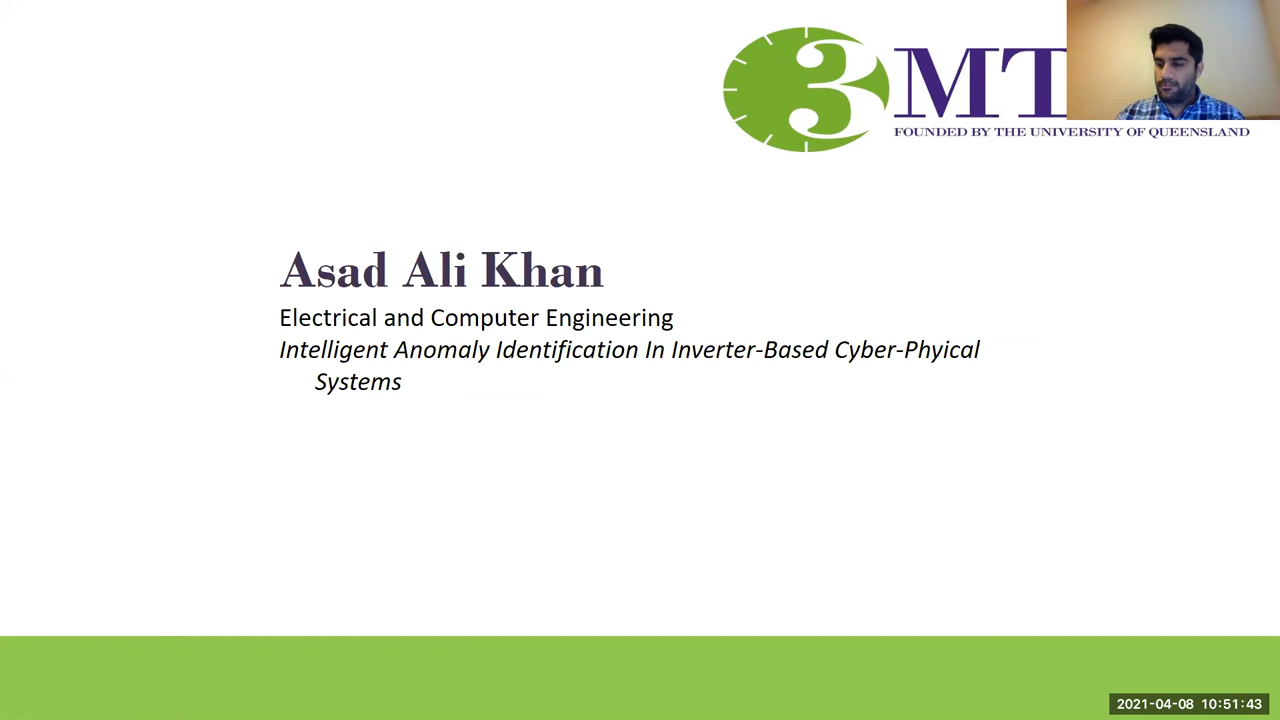 3MT
FOUNDED BY THE UNIVERSITY OF QUEENSLAND
Asad Ali Khan
Electrical and Computer Engineering
Intelligent Anomaly Identification In Inverter-Based Cyber-Phyical
Systems
2021-04-08 10:51:43